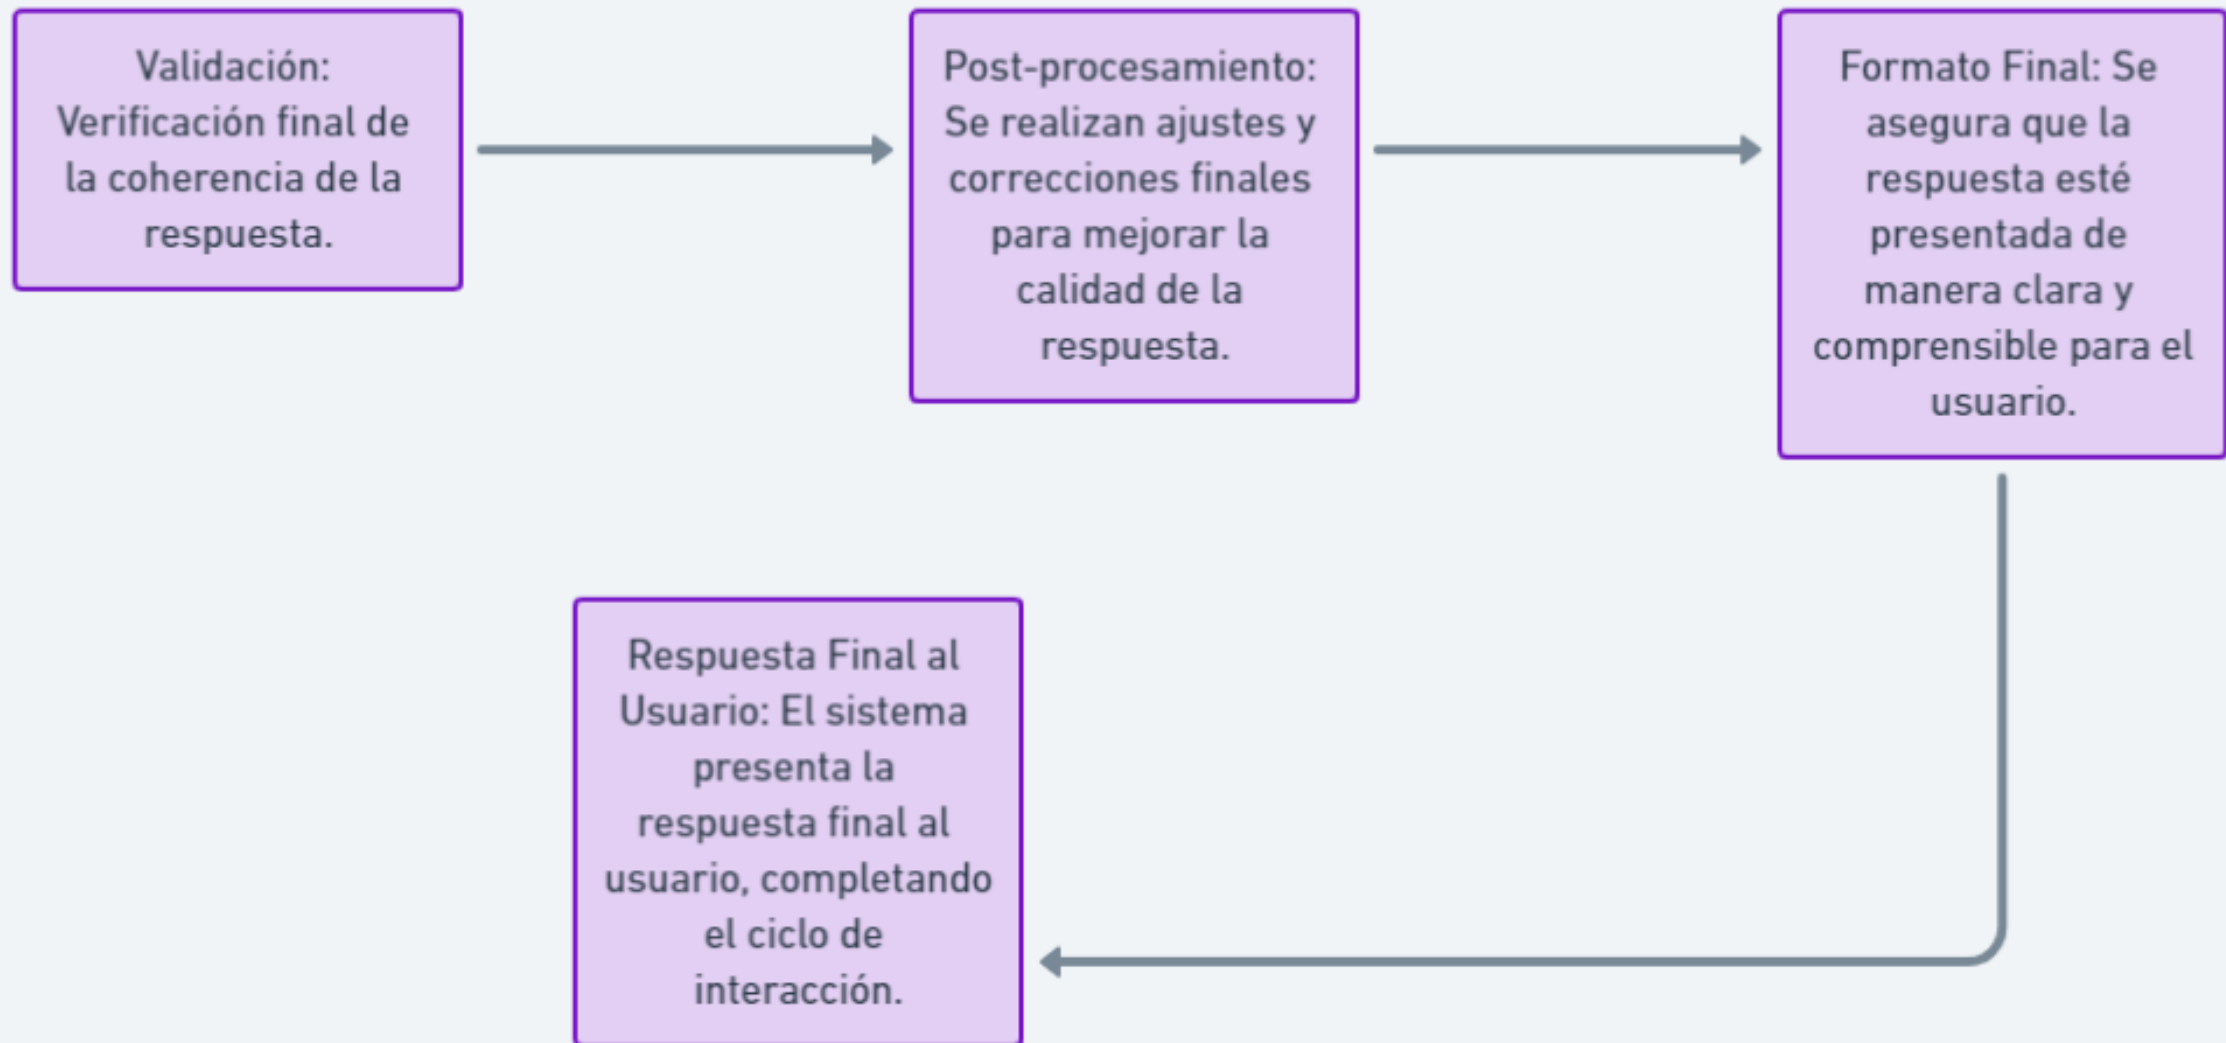 Validación:
Verificación final de
la coherencia de la
respuesta.
Post-procesamiento:
Se realizan ajustes y
correcciones finales
para mejorar la
calidad de la
respuesta.
Formato Final: Se
asegura que la
respuesta esté
presentada de
manera clara y
comprensible para el
usuario.
Respuesta Final al
Usuario: El sistema
presenta la
respuesta final al
usuario, completando
el ciclo de
interacción.